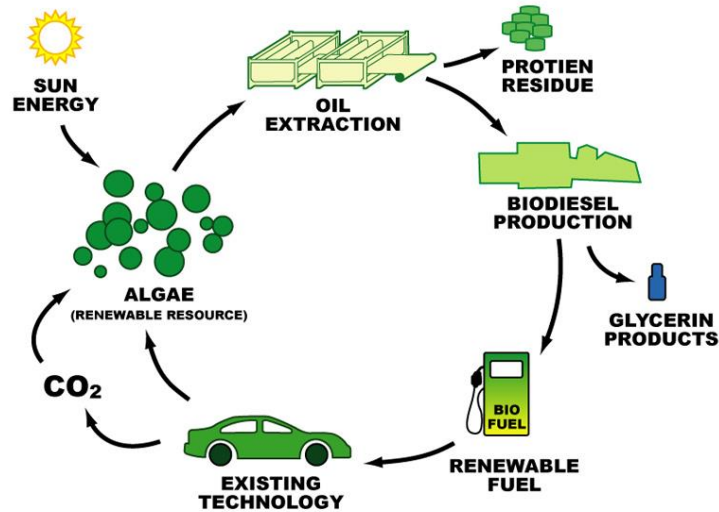 SUN
ENERGY
OIL
EXTRACTION
PROTIEN
RESIDUE
BIODIESEL
PRODUCTION
GLYCERIN
PRODUCTS
BIO
FUEL
RENEWABLE
FUEL
EXISTING
TECHNOLOGY
CO₂
ALGAE
(RENEWABLE RESOURCE)